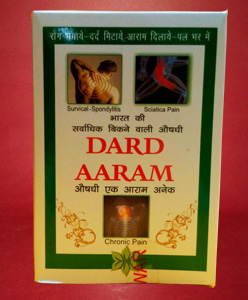 रोग भगाये-दर्द मिटाये, आराम दिलाये-पल भर में
Survical-Spondylitis
Sciatica Pain
भारत की
सर्वाधिक बिकने वाली औषधी
DARD
AARAM
औषधी एक आराम अनेक
Chronic Pain